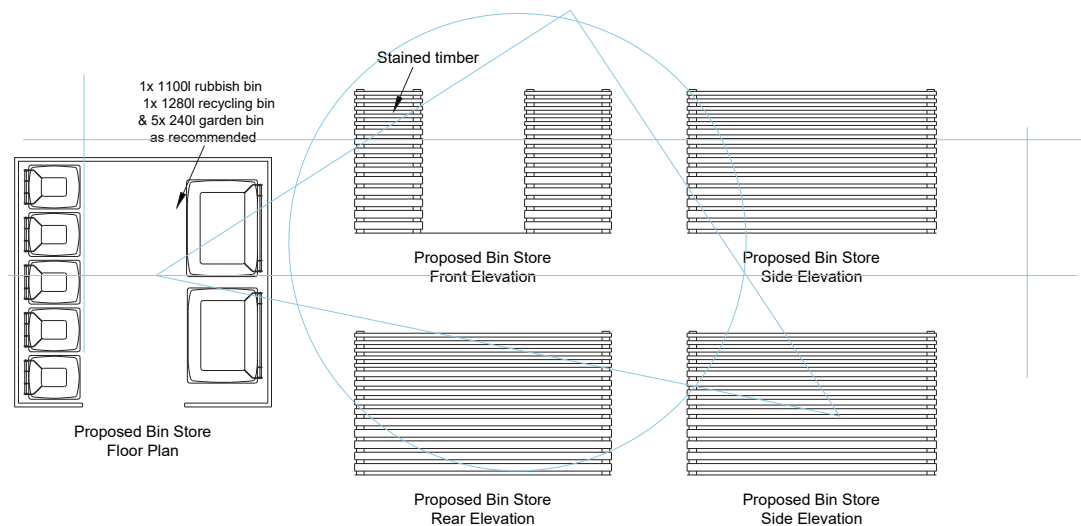 Stained timber
1x 1100l rubbish bin
1x 1280l recycling bin
& 5x 240l garden bin
as recommended
Proposed Bin Store
Front Elevation
Proposed Bin Store
Side Elevation
Proposed Bin Store
Floor Plan
Proposed Bin Store
Rear Elevation
Proposed Bin Store
Side Elevation